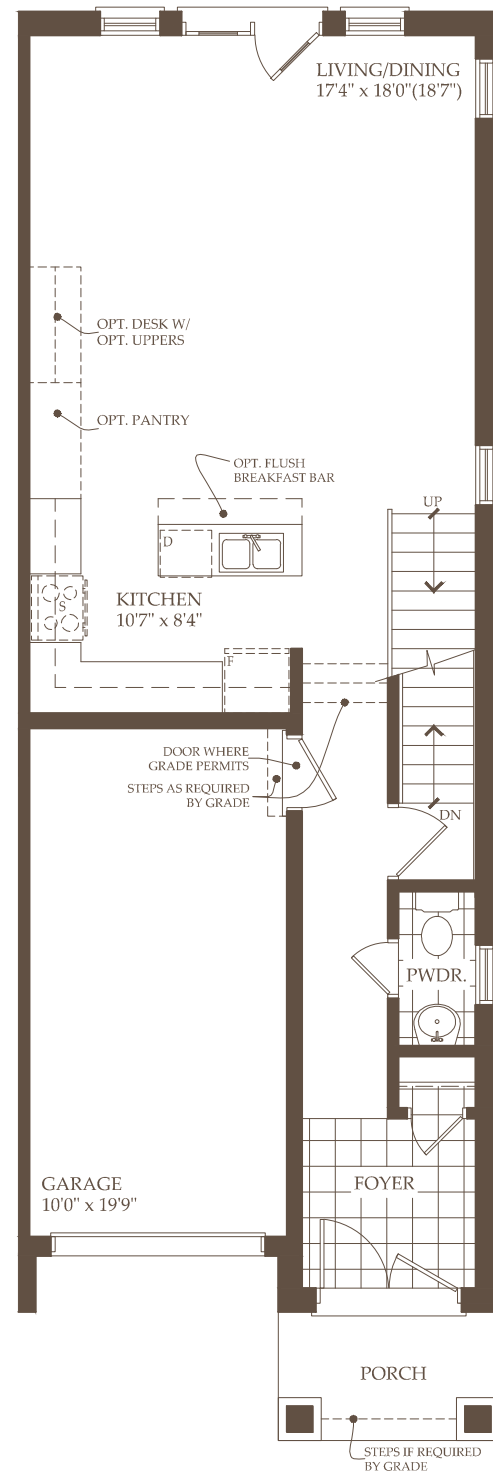 LIVING/DINING
17'4" x 18'0"(18'7")
OPT. DESK W/
OPT. UPPERS
OPT. PANTRY
OPT. FLUSH
BREAKFAST BAR
UP
D
S
KITCHEN
10'7" x 8'4"
F
DOOR WHERE
GRADE PERMITS
STEPS AS REQUIRED
BY GRADE
DN
PWDR.
GARAGE
10'0" x 19'9"
FOYER
PORCH
STEPS IF REQUIRED
BY GRADE